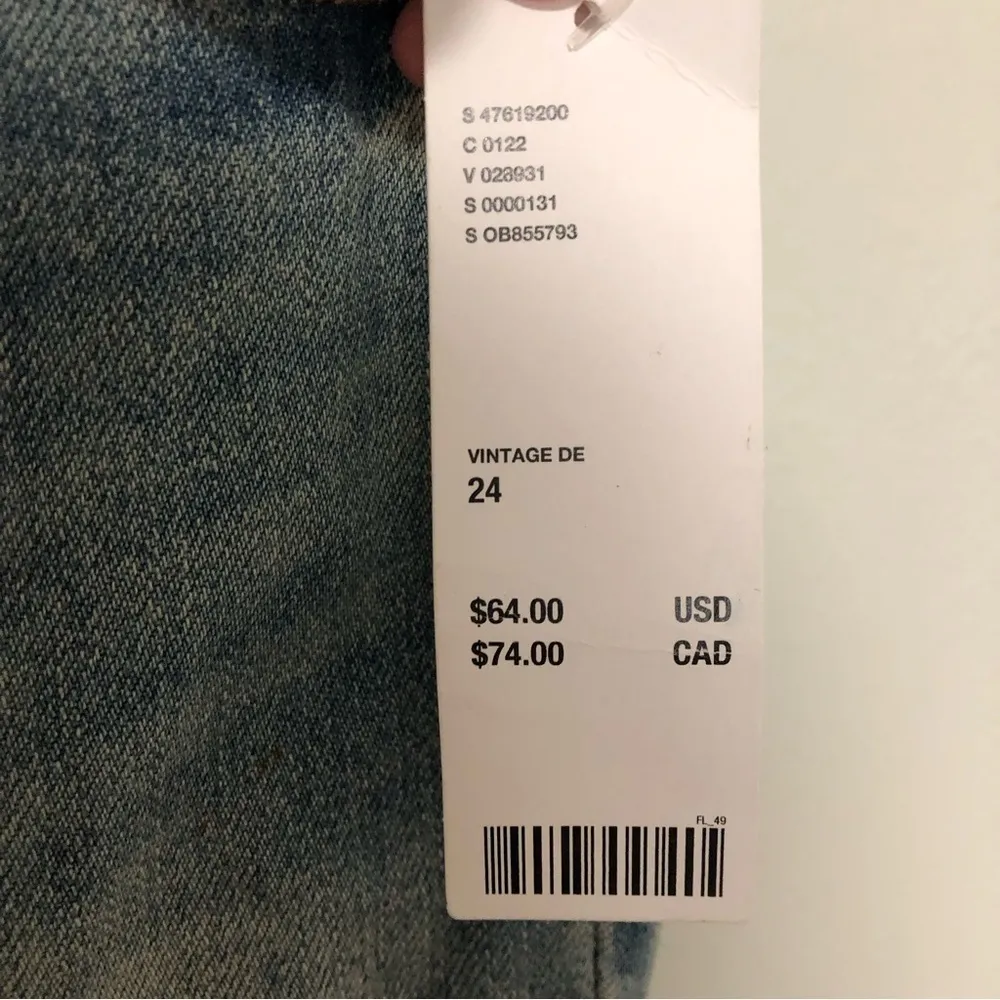 S 47619200
C 0122
V 028931
S 0000131
S OB855793
VINTAGE DE
24
$64.00 USD
$74.00 CAD
FL_49